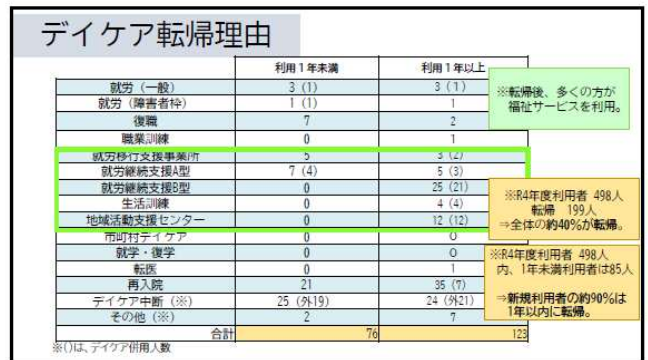 デイケア転帰理由
利用１年未満 利用１年以上
就労（一般） 3 (1) 3 (1)
就労（障害者枠） 1 (1) 1
復職 7 2
職業訓練 0 1
就労移行支援事業所 5 3 (2)
就労継続支援A型 7 (4) 5 (3)
就労継続支援B型 0 25 (21)
生活訓練 0 4 (4)
地域活動支援センター 0 12 (12)
市町村デイケア 0 0
就学・復学 0 0
転医 0 1
再入院 21 35 (7)
デイケア中断（※） 25 (外19) 24 (外21)
その他（※） 2 7
合計 76 123
※()は、デイケア併用人数
※転帰後、多くの方が
福祉サービスを利用。
※R4年度利用者 498人
転帰 199人
⇒全体の約40%が転帰。
※R4年度利用者 498人
内、1年未満利用者は85人
⇒新規利用者の約90%は
1年以内に転帰。